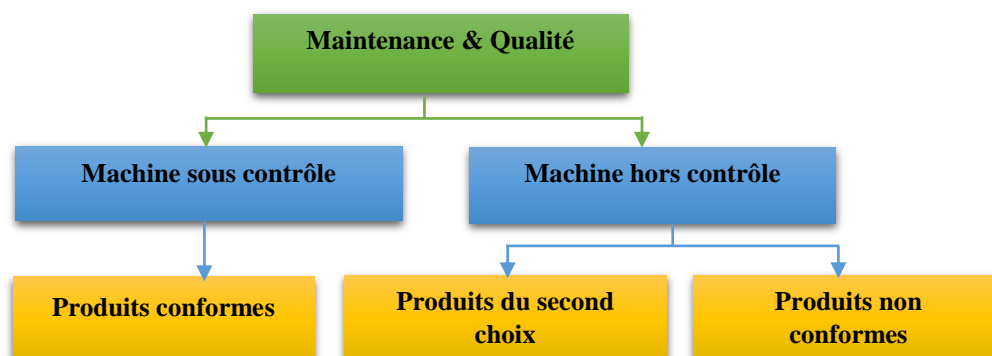 Maintenance & Qualité
Machine sous contrôle
Machine hors contrôle
Produits conformes
Produits du second
choix
Produits non
conformes